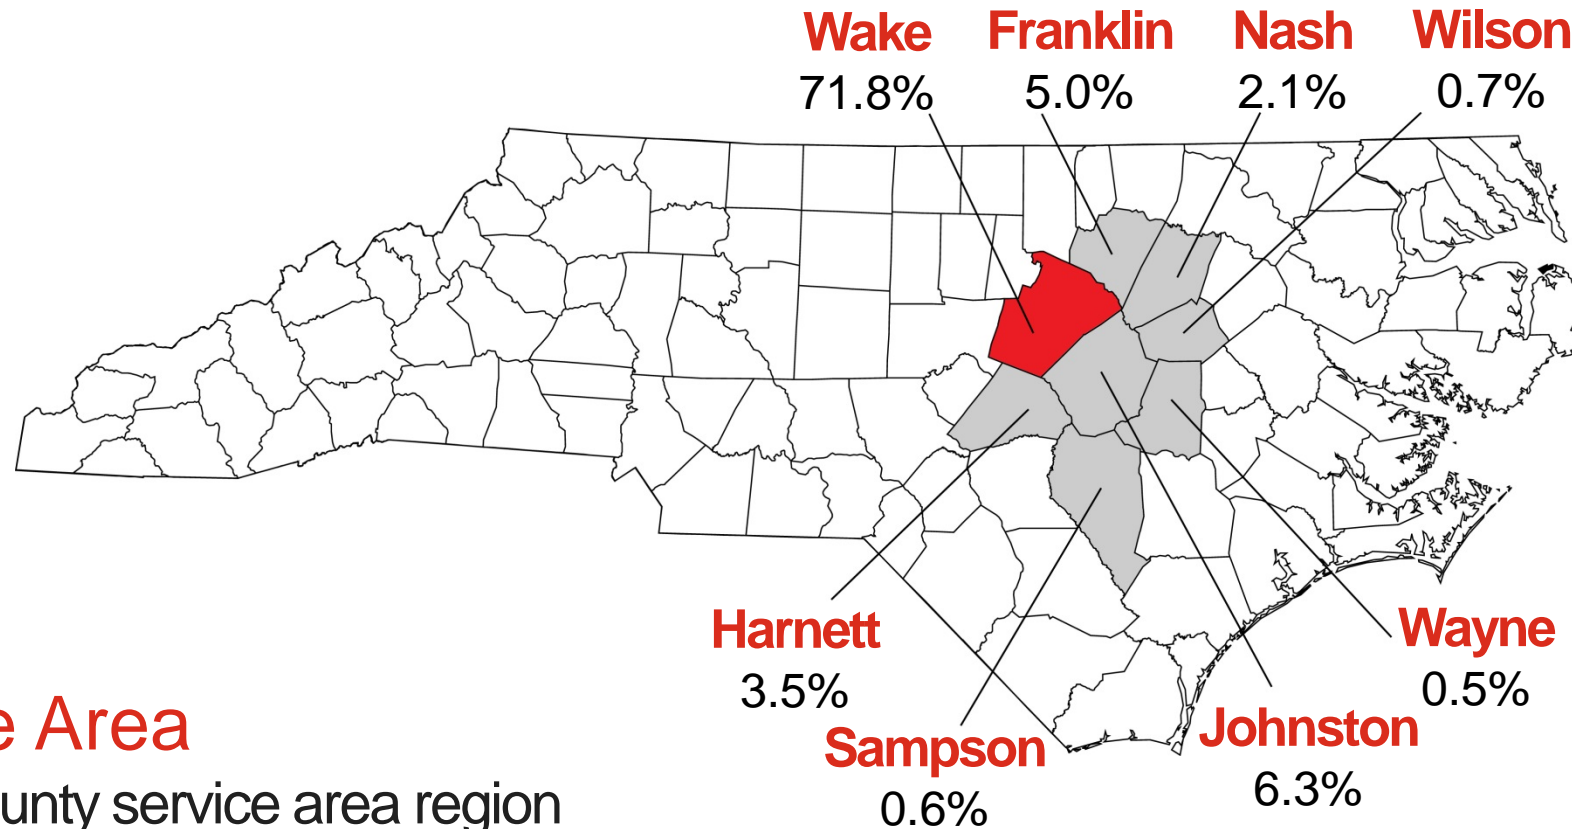 Wake Franklin Nash Wilson
71.8% 5.0% 2.1% 0.7%
Harnett
3.5%
Wayne
0.5%
Sampson
0.6%
Johnston
6.3%
Area
service area region